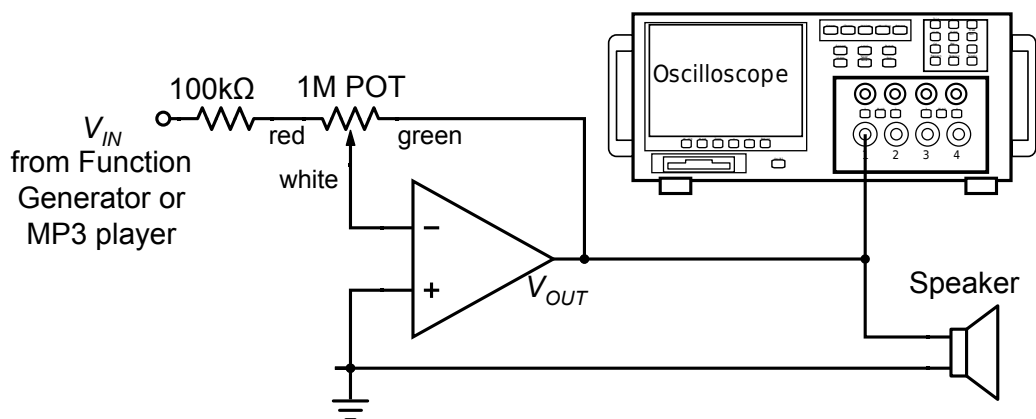 Oscilloscope
100kΩ
1M POT
V_IN
red
green
from Function
Generator or
MP3 player
white
1
2
3
4
−
+
V_OUT
Speaker